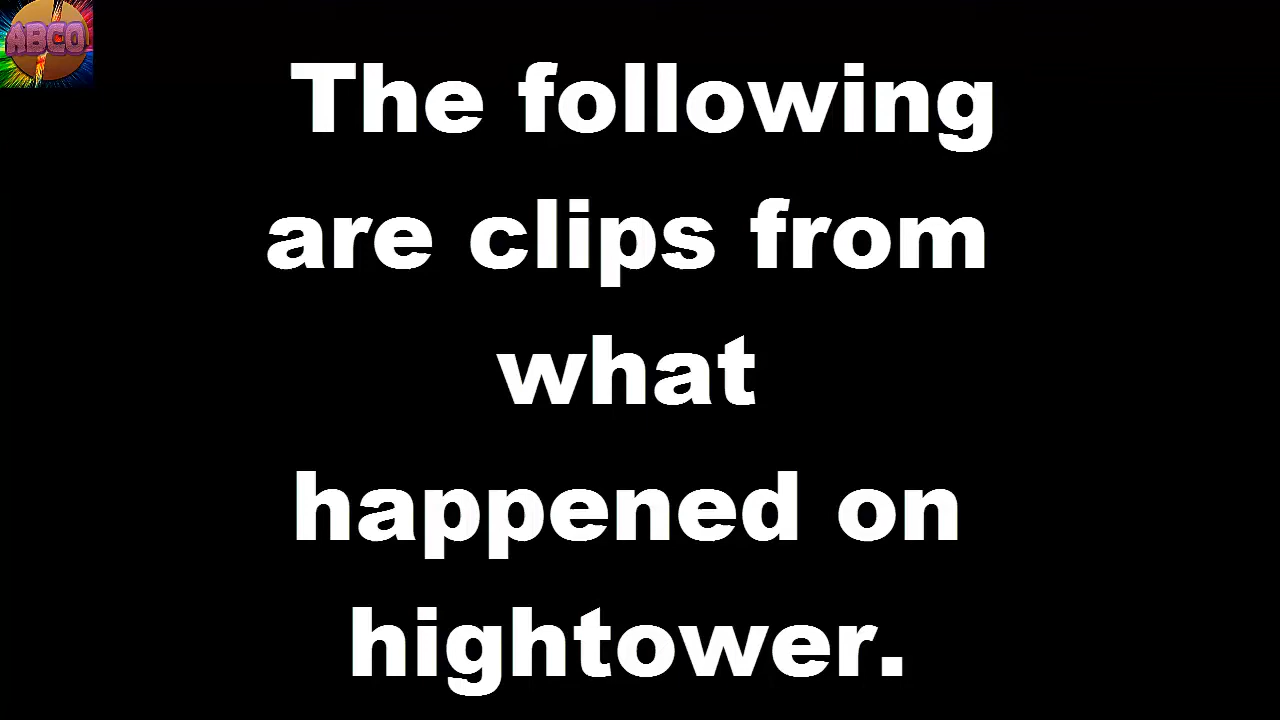 ABCO
The following
are clips from
what
happened on
hightower.